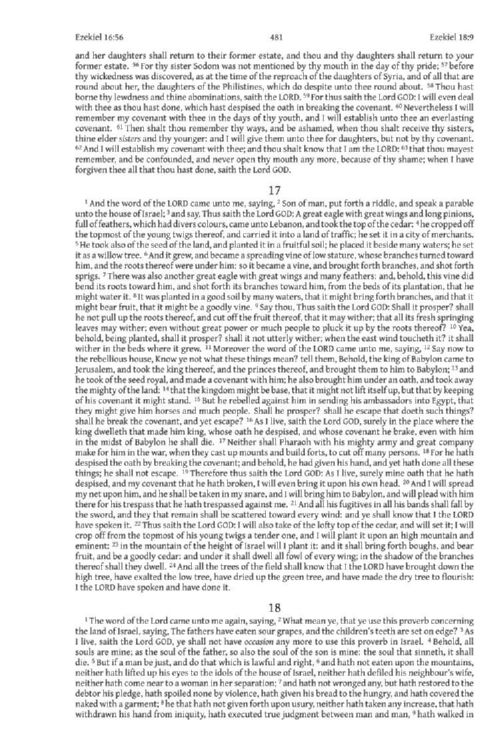 Ezekiel 16:56 481 Ezekiel 18:9
and her daughters shall return to their former estate, and thou and thy daughters shall return to your
former estate. 56 For thy sister Sodom was not mentioned by thy mouth in the day of thy pride; 57 before
thy wickedness was discovered, as at the time of the reproach of the daughters of Syria, and of all that are
round about her, the daughters of the Philistines, which do despite unto thee round about. 58 Thou hast
borne thy lewdness and thine abominations, saith the LORD. 59 For thus saith the Lord GOD: I will even deal
with thee as thou hast done, which hast despised the oath in breaking the covenant. 60 Nevertheless I will
remember my covenant with thee in the days of thy youth, and I will establish unto thee an everlasting
covenant. 61 Then shalt thou remember thy ways, and be ashamed, when thou shalt receive thy sisters,
thine elder sisters and thy younger: and I will give them unto thee for daughters, but not by thy covenant.
62 And I will establish my covenant with thee; and thou shalt know that I am the LORD: 63 that thou mayest
remember, and be confounded, and never open thy mouth any more, because of thy shame; when I have
forgiven thee all that thou hast done, saith the Lord GOD.
17
1 And the word of the LORD came unto me, saying, 2 Son of man, put forth a riddle, and speak a parable
unto the house of Israel; 3 and say, Thus saith the Lord GOD: A great eagle with great wings and long pinions,
full of feathers, which had divers colours, came unto Lebanon, and took the top of the cedar: 4 he cropped off
the topmost of the young twigs thereof, and carried it into a land of traffic; he set it in a city of merchants.
5 He took also of the seed of the land, and planted it in a fruitful soil; he placed it beside many waters; he set
it as a willow tree. 6 And it grew, and became a spreading vine of low stature, whose branches turned toward
him, and the roots thereof were under him: so it became a vine, and brought forth branches, and shot forth
sprigs. 7 There was also another great eagle with great wings and many feathers: and, behold, this vine did
bend its roots toward him, and shot forth its branches toward him, from the beds of its plantation, that he
might water it. 8 It was planted in a good soil by many waters, that it might bring forth branches, and that it
might bear fruit, that it might be a goodly vine. 9 Say thou, Thus saith the Lord GOD: Shall it prosper? shall
he not pull up the roots thereof, and cut off the fruit thereof, that it may wither; that all its fresh springing
leaves may wither; even without great power or much people to pluck it up by the roots thereof? 10 Yea,
behold, being planted, shall it prosper? shall it not utterly wither; when the east wind toucheth it? it shall
wither in the beds where it grew. 11 Moreover the word of the LORD came unto me, saying, 12 Say now to
the rebellious house, Know ye not what these things mean? tell them, Behold, the king of Babylon came to
Jerusalem, and took the king thereof, and the princes thereof, and brought them to him to Babylon; 13 and
he took of the seed royal, and made a covenant with him; he also brought him under an oath, and took away
the mighty of the land: 14 that the kingdom might be base, that it might not lift itself up, but that by keeping
of his covenant it might stand. 15 But he rebelled against him in sending his ambassadors into Egypt, that
they might give him horses and much people. Shall he prosper? shall he escape that doeth such things?
shall he break the covenant, and yet escape? 16 As I live, saith the Lord GOD, surely in the place where the
king dwelleth that made him king, whose oath he despised, and whose covenant he brake, even with him
in the midst of Babylon he shall die. 17 Neither shall Pharaoh with his mighty army and great company
make for him in the war, when they cast up mounts and build forts, to cut off many persons. 18 For he hath
despised the oath by breaking the covenant; and behold, he had given his hand, and yet hath done all these
things; he shall not escape. 19 Therefore thus saith the Lord GOD: As I live, surely mine oath that he hath
despised, and my covenant that he hath broken, I will even bring it upon his own head. 20 And I will spread
my net upon him, and he shall be taken in my snare, and I will bring him to Babylon, and will plead with him
there for his trespass that he hath trespassed against me. 21 And all his fugitives in all his bands shall fall by
the sword, and they that remain shall be scattered toward every wind: and ye shall know that I the LORD
have spoken it. 22 Thus saith the Lord GOD: I will also take of the lofty top of the cedar, and will set it; I will
crop off from the topmost of his young twigs a tender one, and I will plant it upon an high mountain and
eminent: 23 in the mountain of the height of Israel will I plant it: and it shall bring forth boughs, and bear
fruit, and be a goodly cedar: and under it shall dwell all fowl of every wing; in the shadow of the branches
thereof shall they dwell. 24 And all the trees of the field shall know that I the LORD have brought down the
high tree, have exalted the low tree, have dried up the green tree, and have made the dry tree to flourish:
I the LORD have spoken and have done it.
18
1 The word of the Lord came unto me again, saying, 2 What mean ye, that ye use this proverb concerning
the land of Israel, saying, The fathers have eaten sour grapes, and the children's teeth are set on edge? 3 As
I live, saith the Lord GOD, ye shall not have occasion any more to use this proverb in Israel. 4 Behold, all
souls are mine; as the soul of the father, so also the soul of the son is mine: the soul that sinneth, it shall
die. 5 But if a man be just, and do that which is lawful and right, 6 and hath not eaten upon the mountains,
neither hath lifted up his eyes to the idols of the house of Israel, neither hath defiled his neighbour's wife,
neither hath come near to a woman in her separation; 7 and hath not wronged any, but hath restored to the
debtor his pledge, hath spoiled none by violence, hath given his bread to the hungry, and hath covered the
naked with a garment; 8 he that hath not given forth upon usury, neither hath taken any increase, that hath
withdrawn his hand from iniquity, hath executed true judgment between man and man, 9 hath walked in